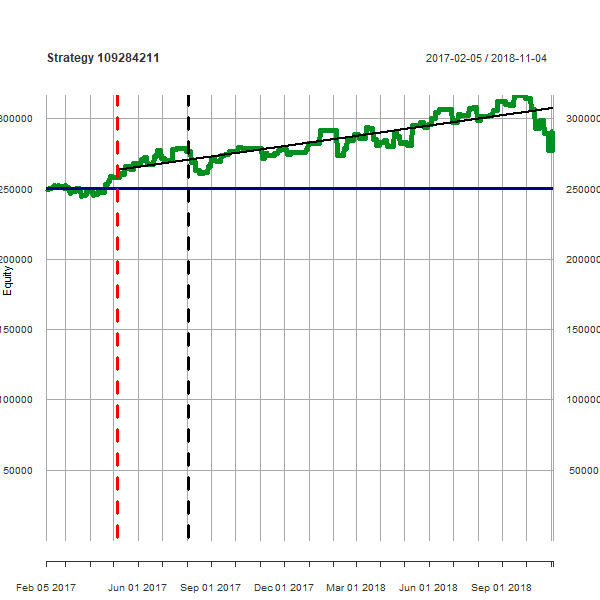 Strategy 109284211 2017-02-05 / 2018-11-04
300000 300000
250000 250000
200000 200000
150000 150000
100000 100000
50000 50000
Equity
Feb 05 2017 Jun 01 2017 Sep 01 2017 Dec 01 2017 Mar 01 2018 Jun 01 2018 Sep 01 2018